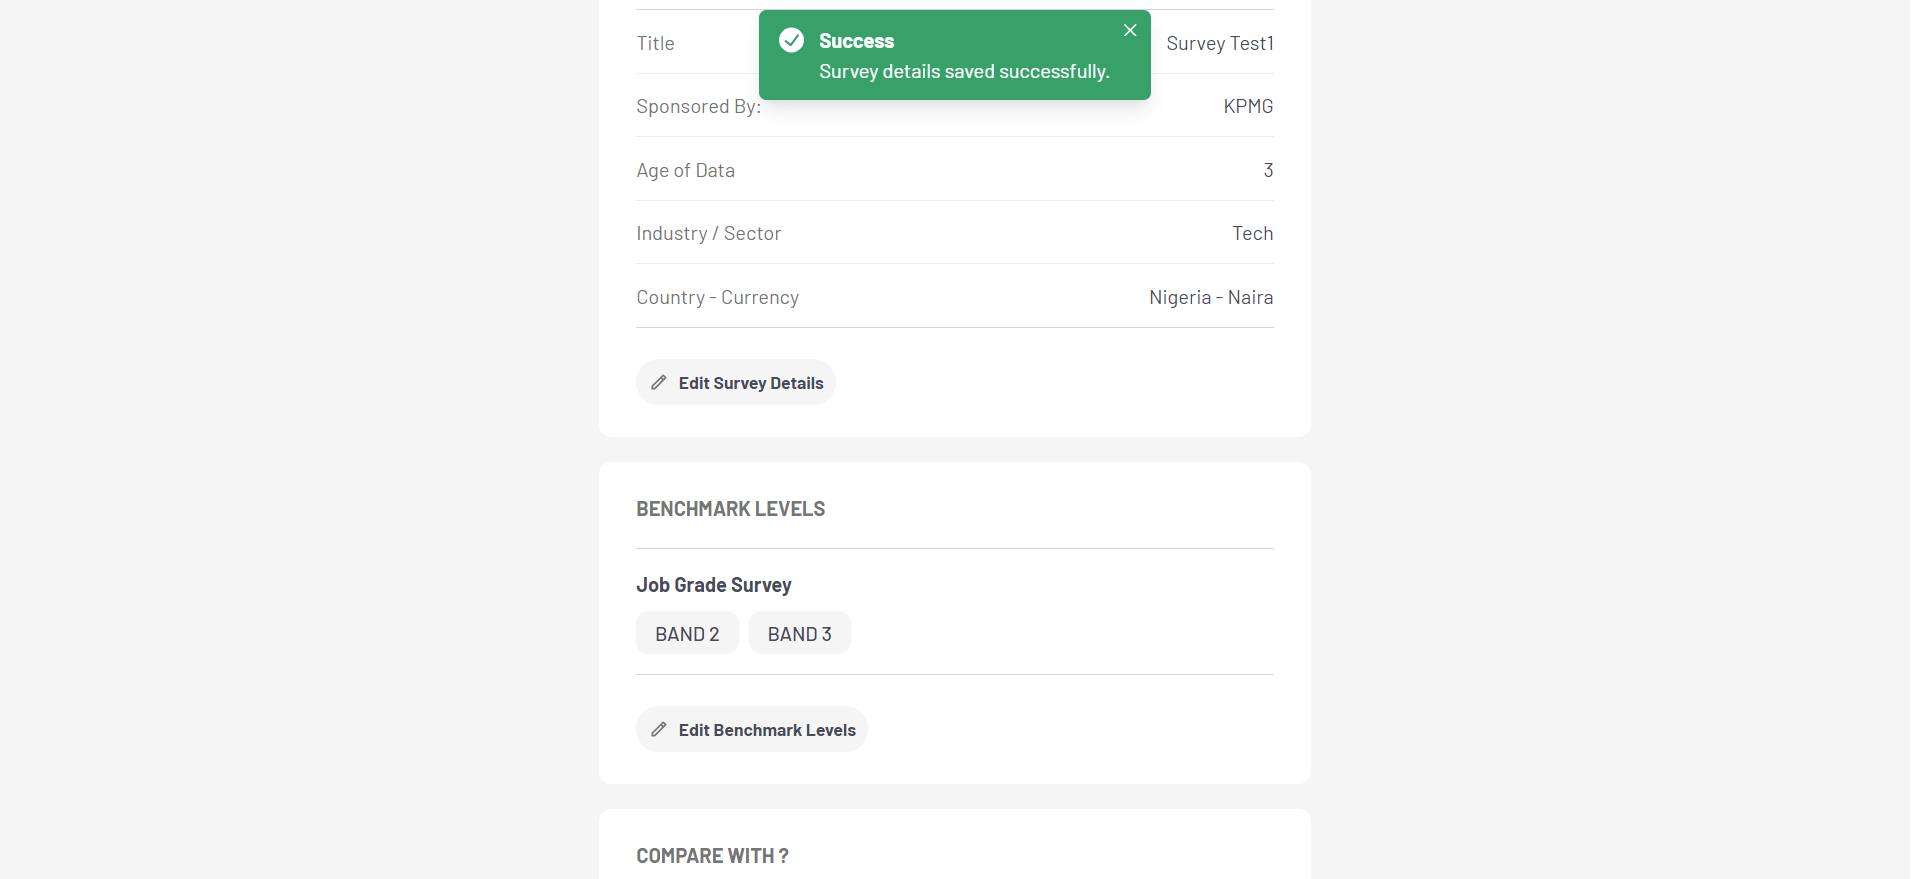 Success
Survey details saved successfully.
Title Survey Test1
Sponsored By: KPMG
Age of Data 3
Industry / Sector Tech
Country - Currency Nigeria - Naira
Edit Survey Details
BENCHMARK LEVELS
Job Grade Survey
BAND 2 BAND 3
Edit Benchmark Levels
COMPARE WITH ?